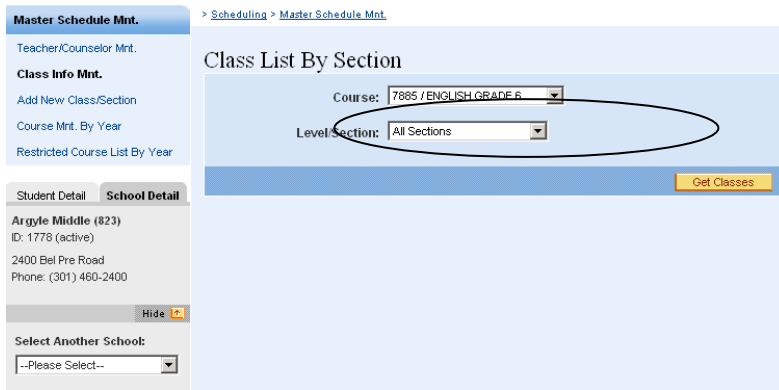 Master Schedule Mnt.
Teacher/Counselor Mnt.
Class Info Mnt.
Add New Class/Section
Course Mnt. By Year
Restricted Course List By Year
Student Detail School Detail
Argyle Middle (823)
ID: 1778 (active)
2400 Bel Pre Road
Phone: (301) 460-2400
Hide
Select Another School:
--Please Select--
> Scheduling > Master Schedule Mnt.
Class List By Section
Course: 7885 / ENGLISH GRADE 6
Level/Section: All Sections
Get Classes